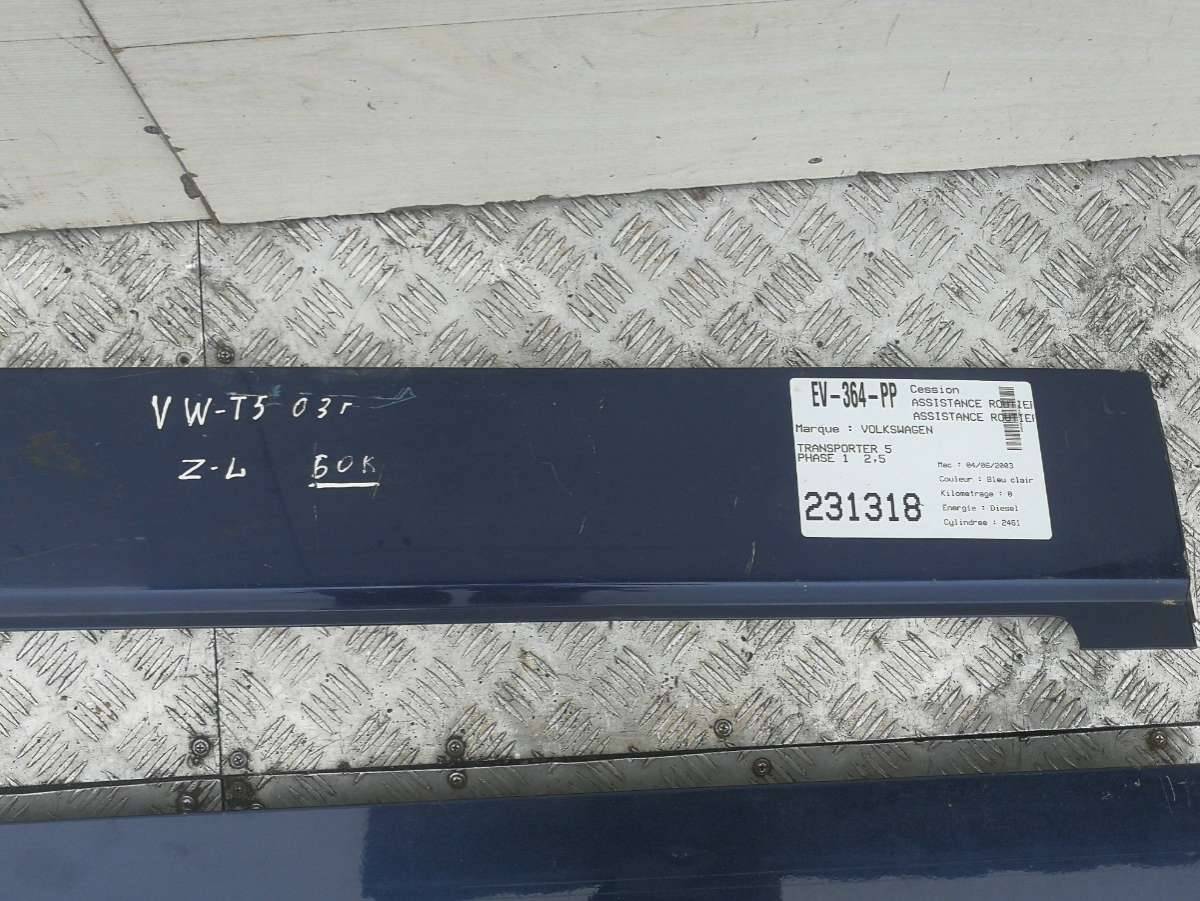 VW-T5 03г
Z-L БОК
EV-364-PP
Cession
ASSISTANCE ROUTIER
ASSISTANCE ROUTIER
Marque : VOLKSWAGEN
TRANSPORTER 5
PHASE 1 2,5
231318
Mec : 04/06/2003
Couleur : Bleu clair
Kilometrage : 0
Energie : Diesel
Cylindree : 2461